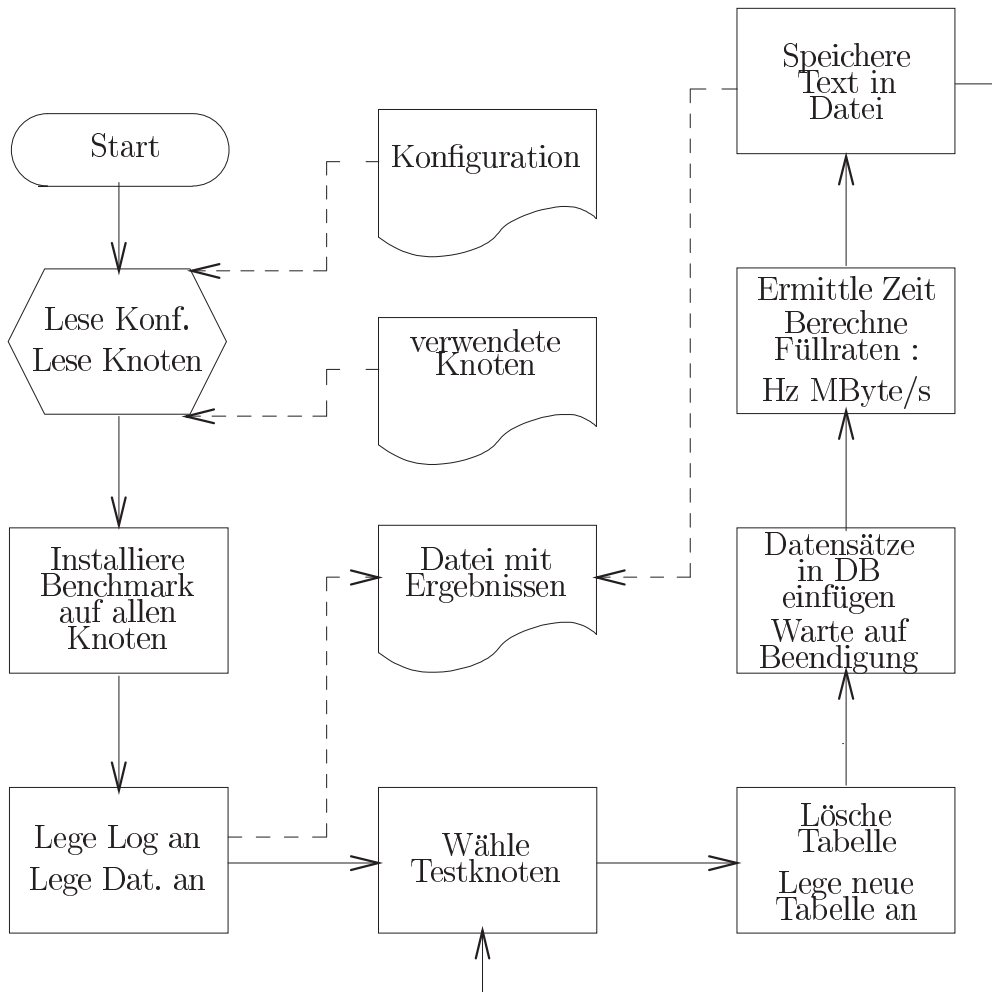 Start
Lese Konf.
Lese Knoten
Installiere
Benchmark
auf allen
Knoten
Lege Log an
Lege Dat. an
Konfiguration
verwendete
Knoten
Datei mit
Ergebnissen
Wähle
Testknoten
Speichere
Text in
Datei
Ermittle Zeit
Berechne
Füllraten :
Hz MByte/s
Datensätze
in DB
einfügen
Warte auf
Beendigung
Lösche
Tabelle
Lege neue
Tabelle an